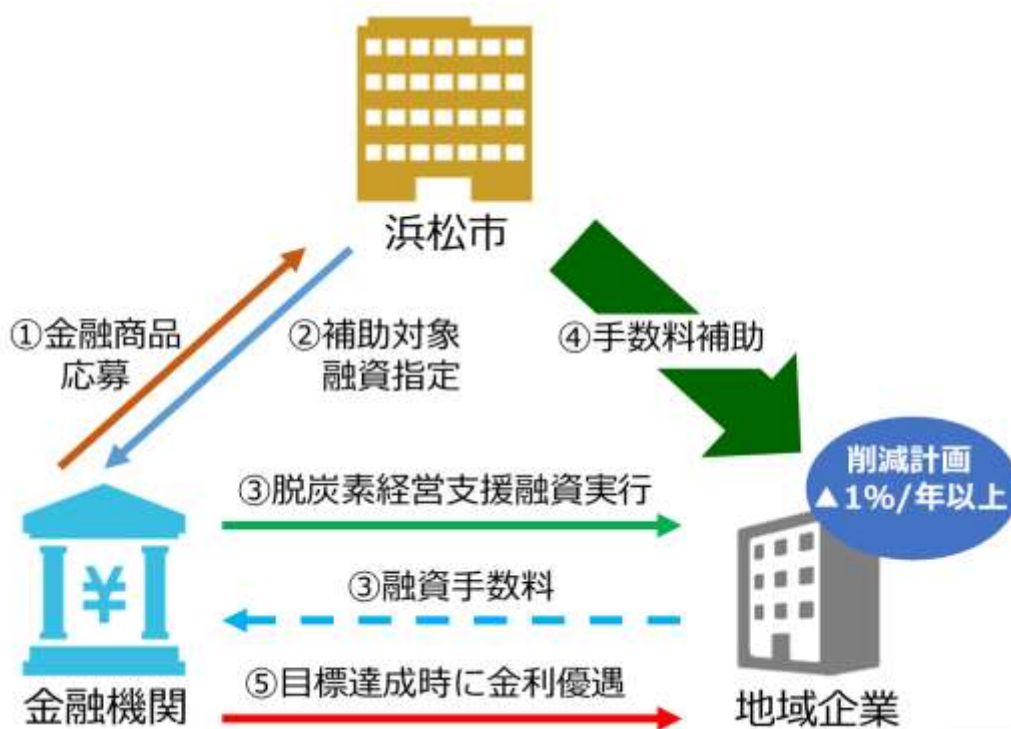 浜松市
①金融商品
応募
②補助対象
融資指定
④手数料補助
削減計画
▲1%/年以上
③脱炭素経営支援融資実行
¥
③融資手数料
⑤目標達成時に金利優遇
金融機関
地域企業